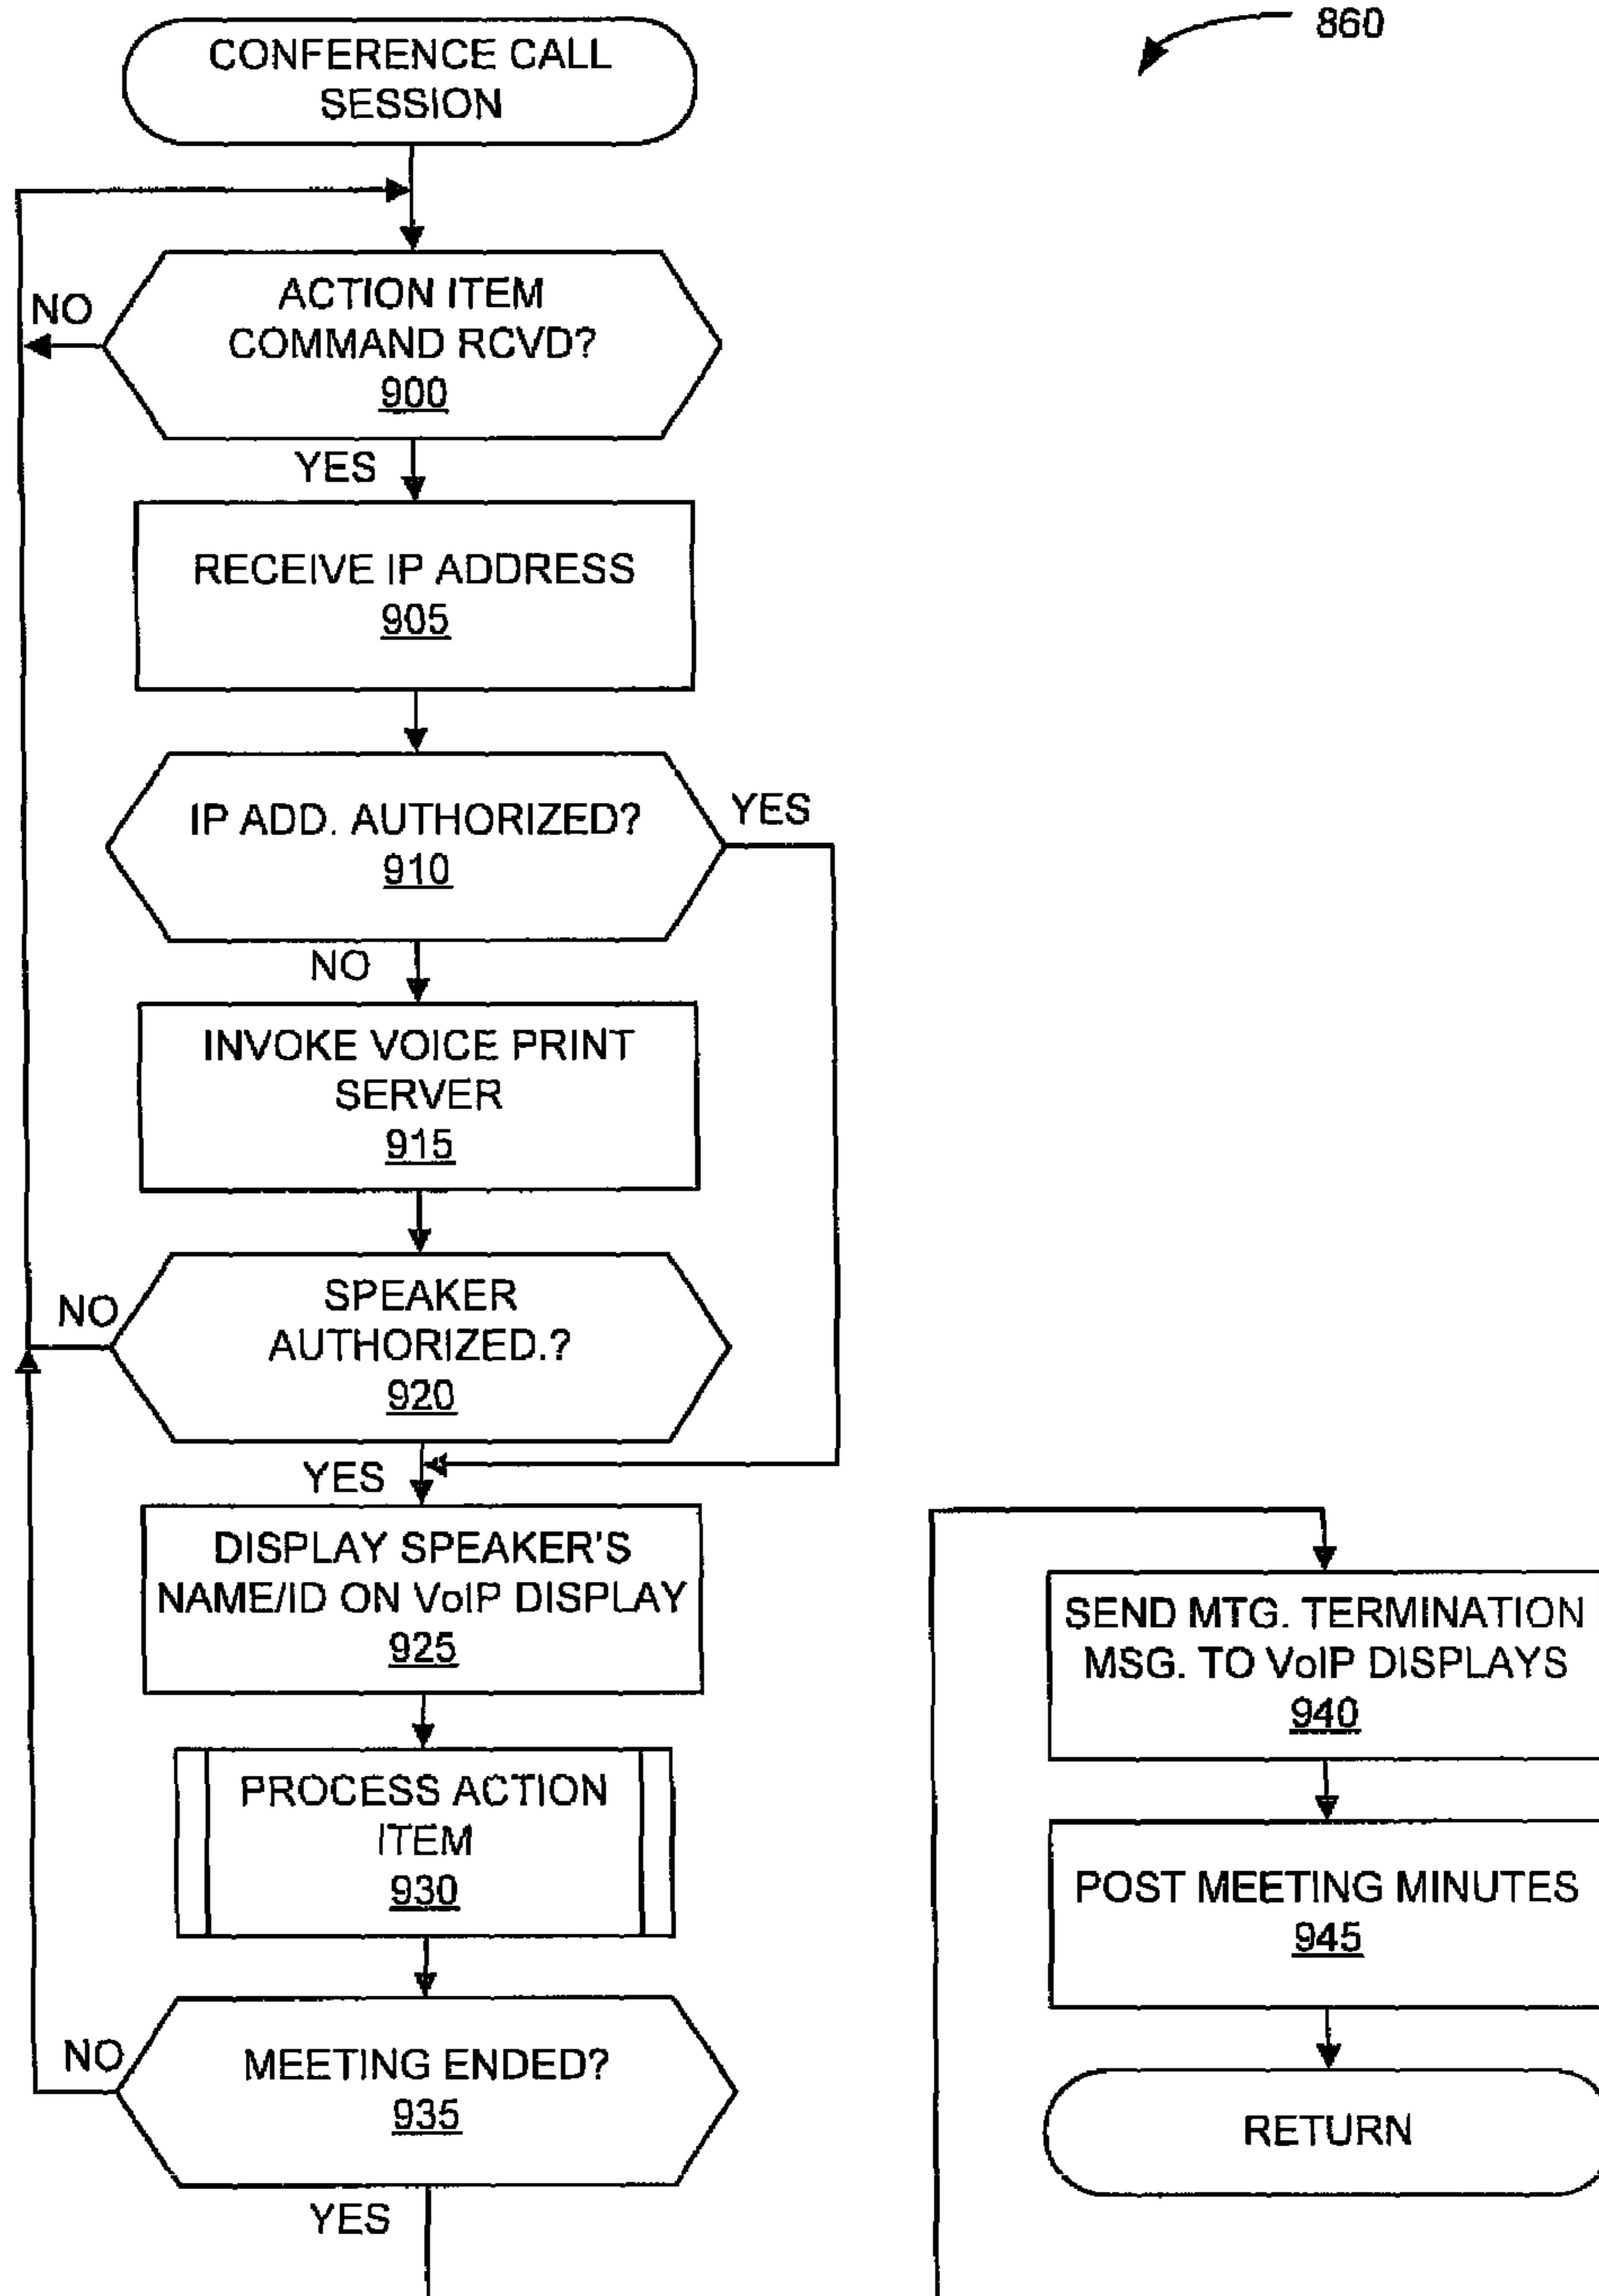 860
CONFERENCE CALL
SESSION
ACTION ITEM
COMMAND RCVD?
900
NO
YES
RECEIVE IP ADDRESS
905
IP ADD. AUTHORIZED?
910
YES
NO
INVOKE VOICE PRINT
SERVER
915
SPEAKER
AUTHORIZED.?
920
NO
YES
DISPLAY SPEAKER'S
NAME/ID ON VoIP DISPLAY
925
PROCESS ACTION
ITEM
930
MEETING ENDED?
935
NO
YES
SEND MTG. TERMINATION
MSG. TO VoIP DISPLAYS
940
POST MEETING MINUTES
945
RETURN